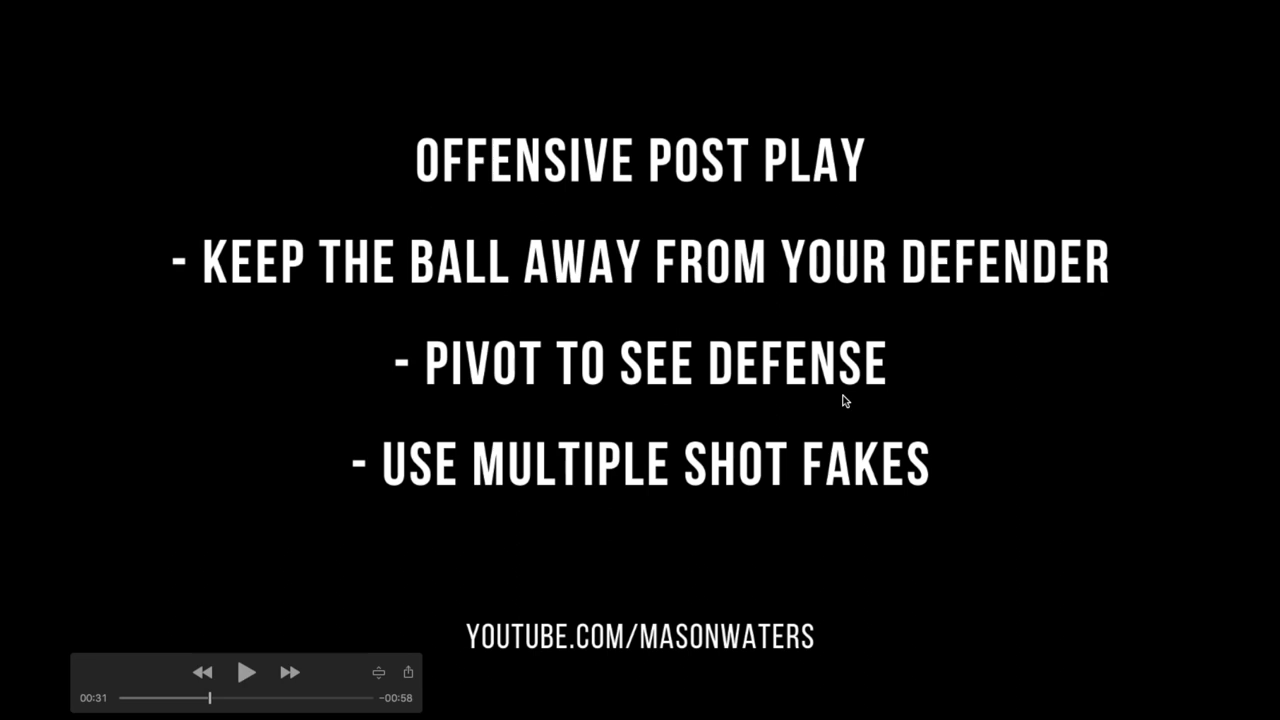 OFFENSIVE POST PLAY
- KEEP THE BALL AWAY FROM YOUR DEFENDER
- PIVOT TO SEE DEFENSE
- USE MULTIPLE SHOT FAKES
YOUTUBE.COM/MASONWATERS
00:31 -00:58